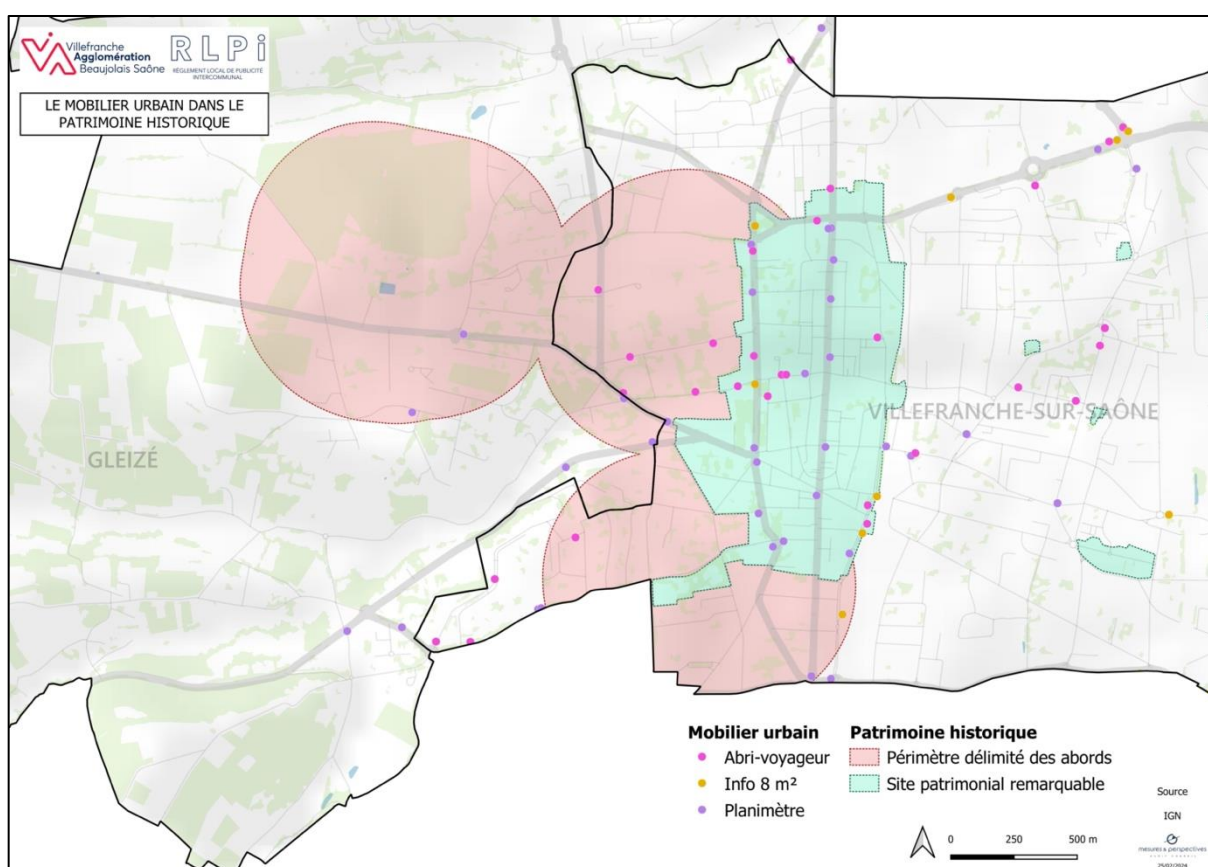 Villefranche
Agglomération
Beaujolais Saône
RLPi
RÈGLEMENT LOCAL DE PUBLICITÉ
INTERCOMMUNAL
LE MOBILIER URBAIN DANS LE
PATRIMOINE HISTORIQUE
GLEIZÉ
VILLEFRANCHE-SUR-SAÔNE
Mobilier urbain
Abri-voyageur
Info 8 m²
Planimètre
Patrimoine historique
Périmètre délimité des abords
Site patrimonial remarquable
0 250 500 m
Source
IGN
mesures & perspectives